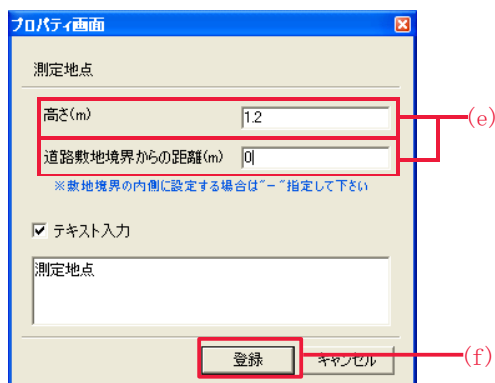 プロパティ画面
測定地点
高さ(m) 1.2
(e)
道路敷地境界からの距離(m) 0
※敷地境界の内側に設定する場合は"－"指定して下さい
テキスト入力
測定地点
登録 キャンセル (f)